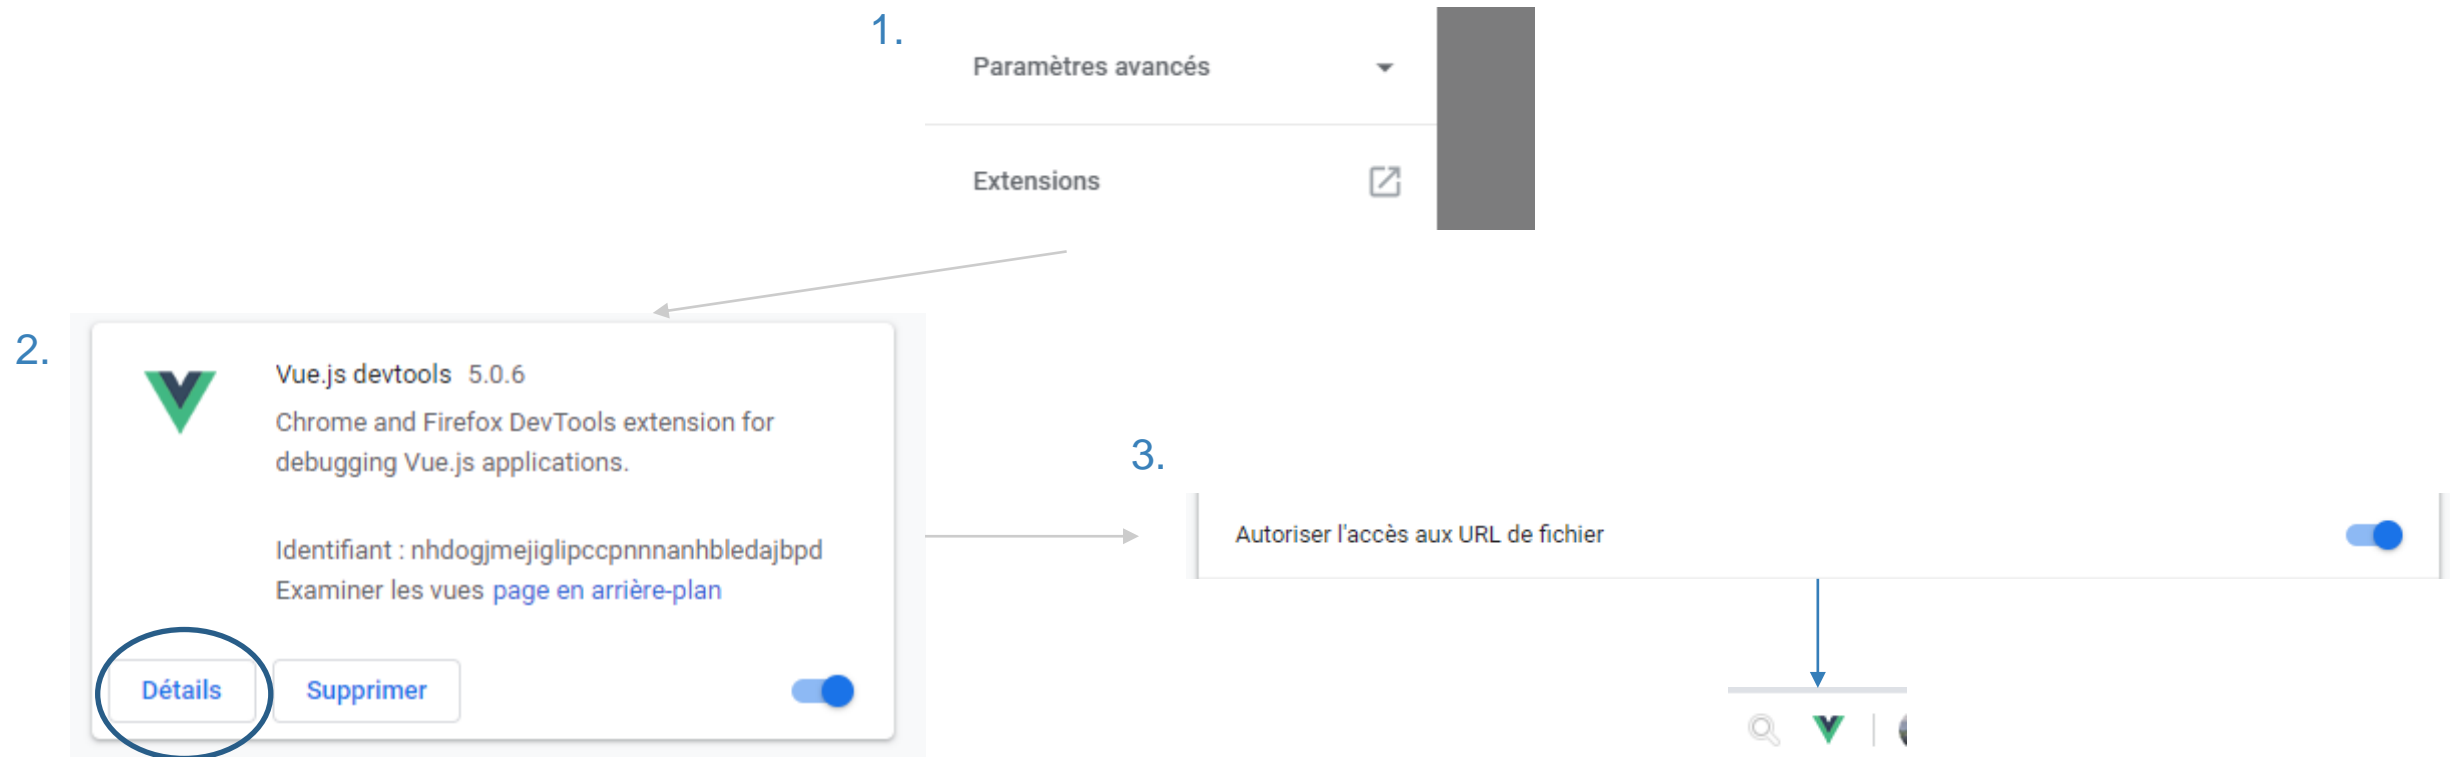 1.
Paramètres avancés
Extensions
2.
Vue.js devtools 5.0.6
Chrome and Firefox DevTools extension for
debugging Vue.js applications.
Identifiant : nhdogjmejiglipccpnnnanhbledajbpd
Examiner les vues page en arrière-plan
Détails
Supprimer
3.
Autoriser l'accès aux URL de fichier